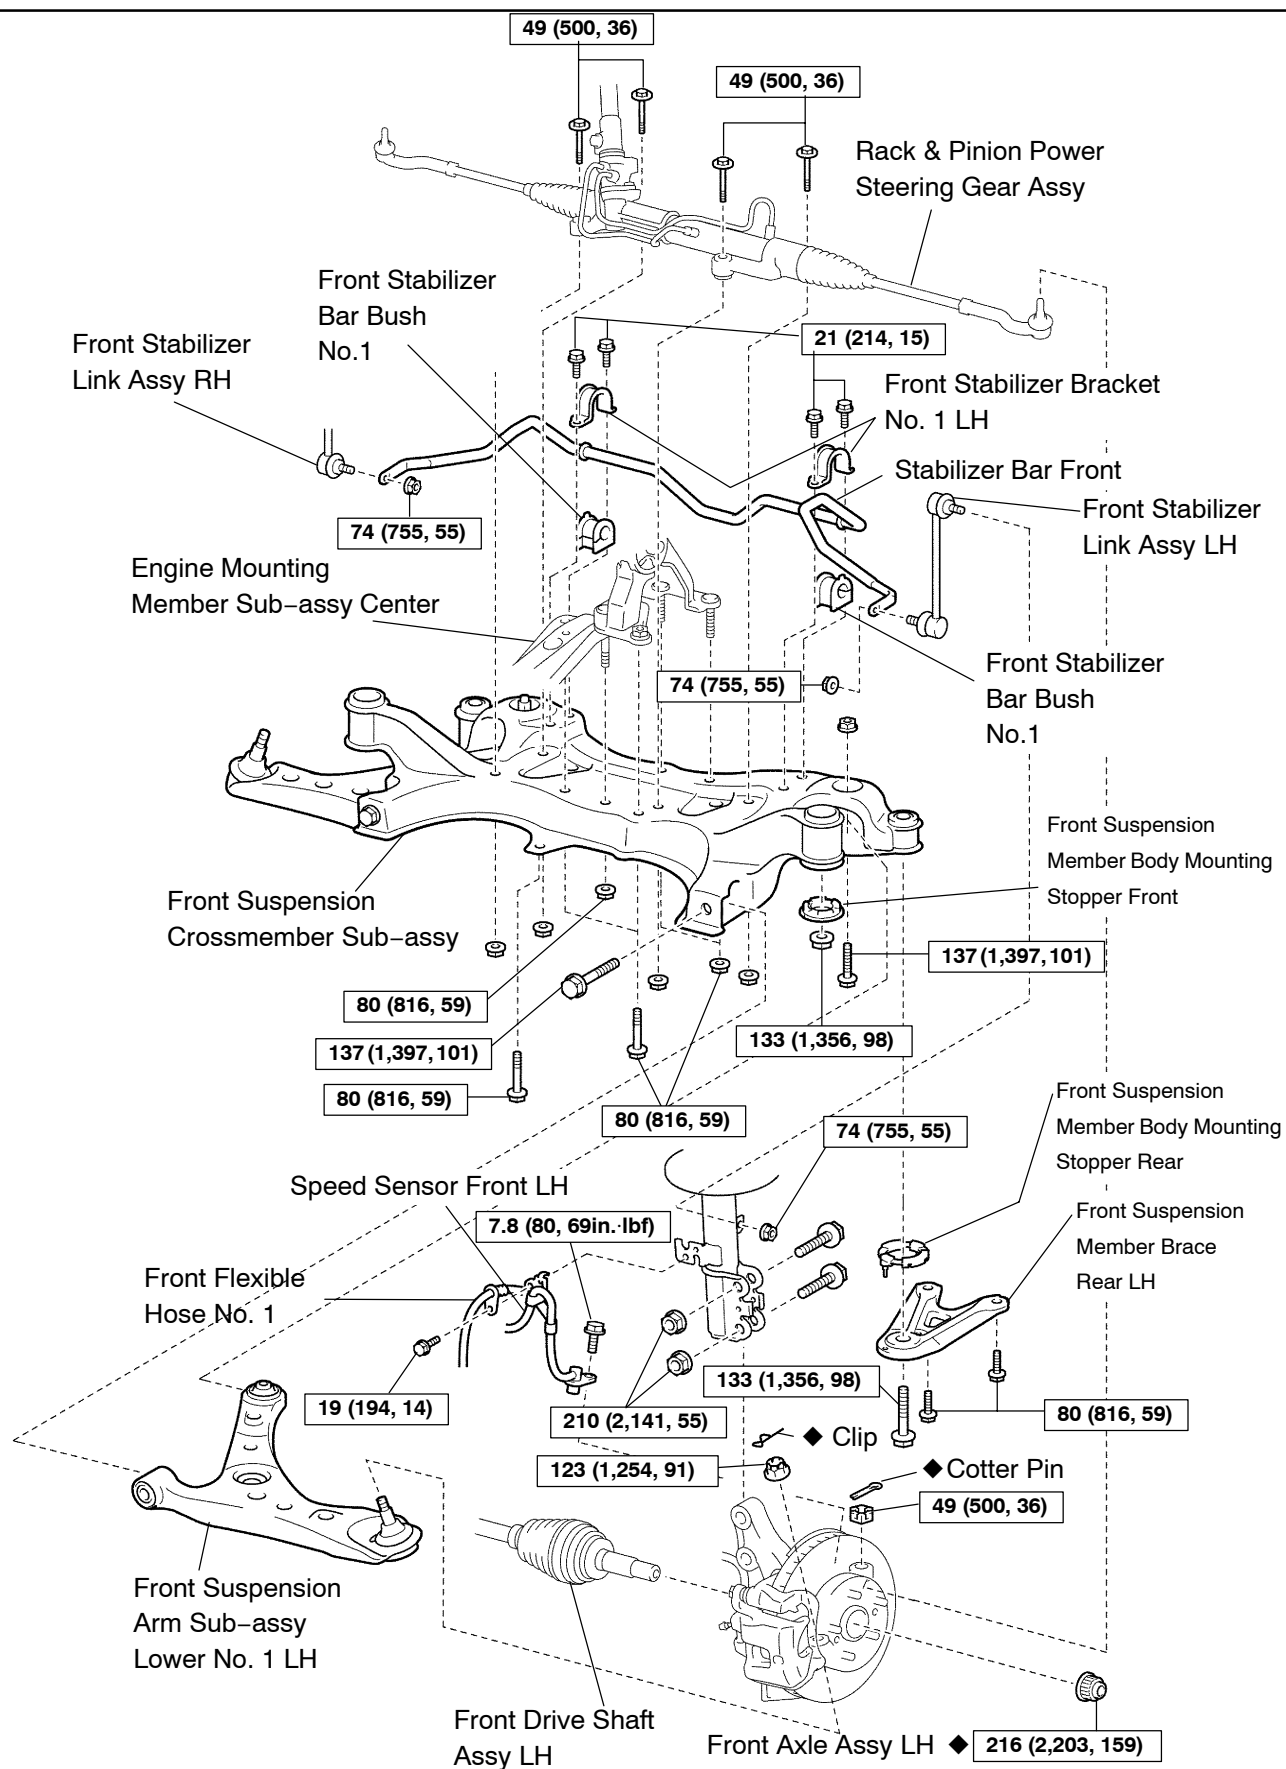 49 (500, 36)
49 (500, 36)
Rack & Pinion Power
Steering Gear Assy
Front Stabilizer
Bar Bush
No.1
21 (214, 15)
Front Stabilizer
Link Assy RH
Front Stabilizer Bracket
No. 1 LH
Stabilizer Bar Front
74 (755, 55)
Front Stabilizer
Link Assy LH
Engine Mounting
Member Sub−assy Center
Front Stabilizer
Bar Bush
No.1
74 (755, 55)
Front Suspension
Member Body Mounting
Stopper Front
Front Suspension
Crossmember Sub−assy
137 (1,397, 101)
80 (816, 59)
137 (1,397, 101)
133 (1,356, 98)
80 (816, 59)
80 (816, 59)
74 (755, 55)
Front Suspension
Member Body Mounting
Stopper Rear
Speed Sensor Front LH
7.8 (80, 69in.·lbf)
Front Suspension
Member Brace
Rear LH
Front Flexible
Hose No. 1
133 (1,356, 98)
19 (194, 14)
210 (2,141, 55)
80 (816, 59)
◆ Clip
123 (1,254, 91)
◆ Cotter Pin
49 (500, 36)
Front Suspension
Arm Sub−assy
Lower No. 1 LH
Front Drive Shaft
Assy LH
Front Axle Assy LH ◆ 216 (2,203, 159)